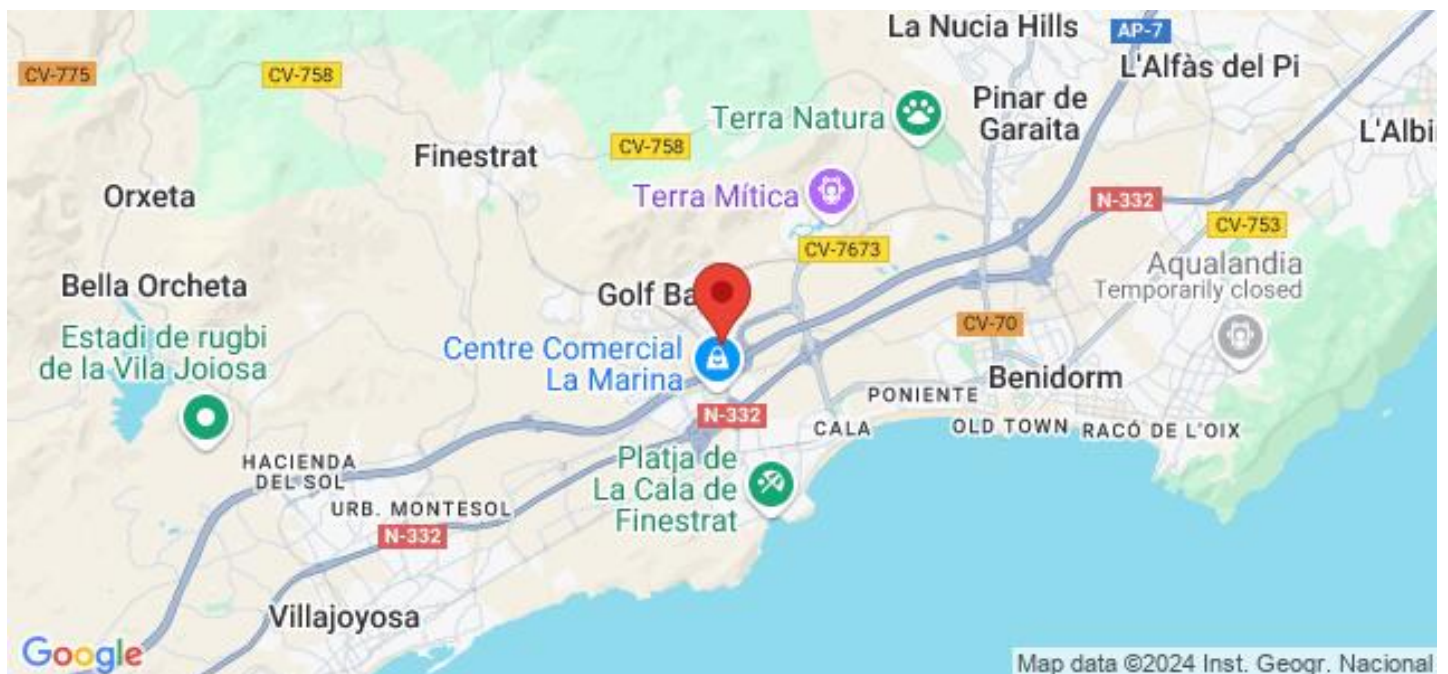 La Nucia Hills
AP-7
CV-775
CV-758
L'Alfàs del Pi
Terra Natura
Pinar de
Garaita
Finestrat
CV-758
L'Albi
Orxeta
Terra Mítica
N-332
CV-753
CV-7673
Bella Orcheta
Golf Ba
Aqualandia
Temporarily closed
Estadi de rugbi
de la Vila Joiosa
CV-70
Centre Comercial
La Marina
Benidorm
PONIENTE
N-332
CALA
OLD TOWN
RACÓ DE L'OIX
HACIENDA
DEL SOL
Platja de
La Cala de
Finestrat
URB. MONTESOL
N-332
Villajoyosa
Google
Map data ©2024 Inst. Geogr. Nacional